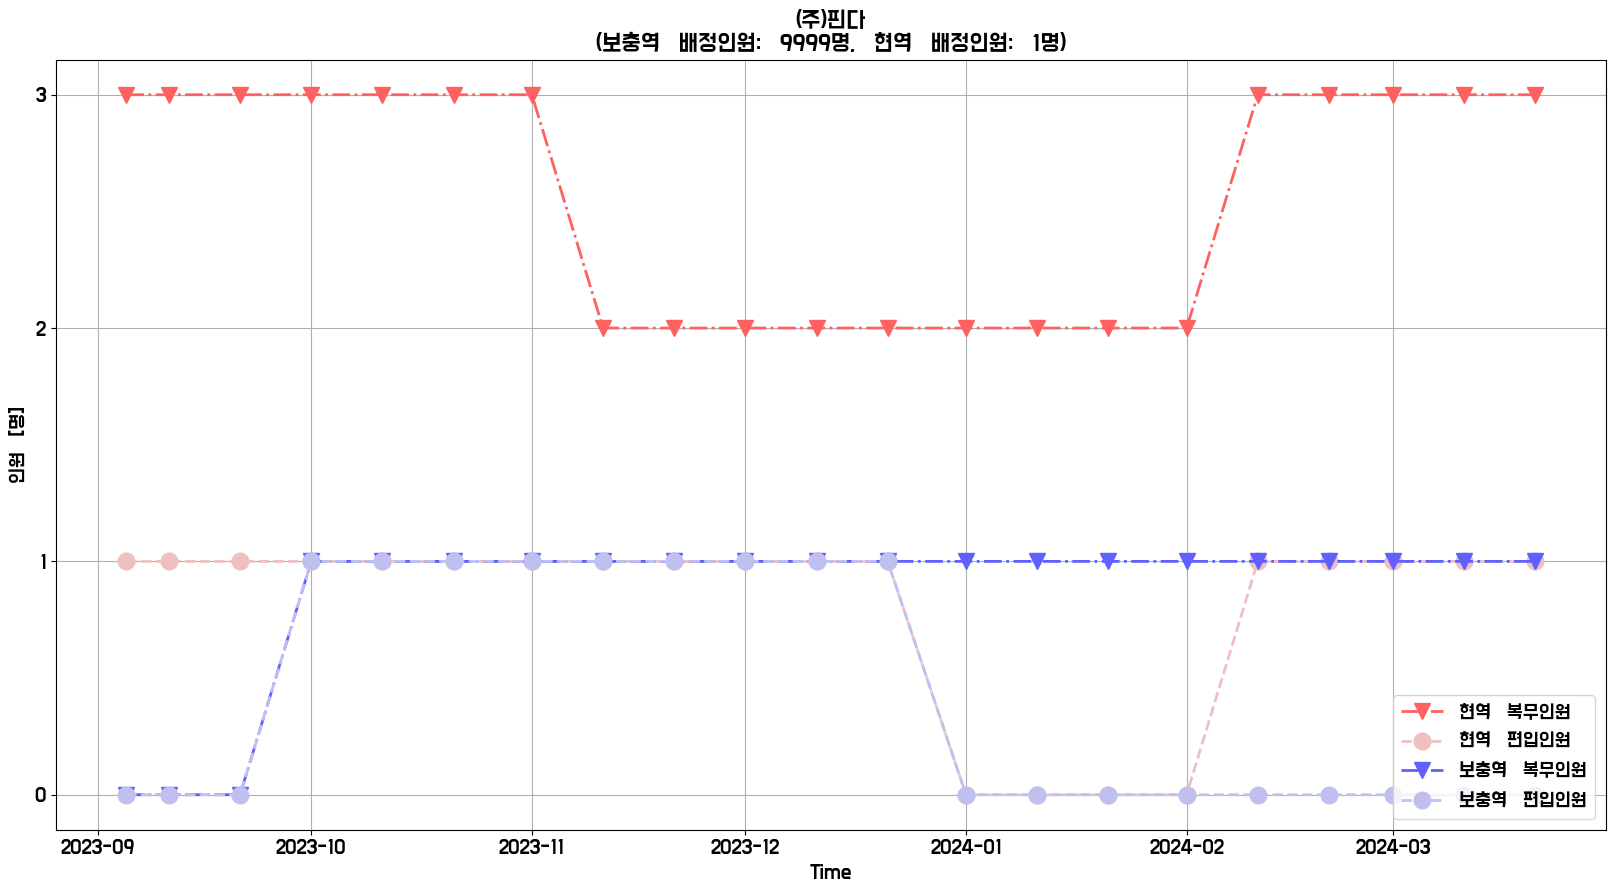 (주)핀다
(보충역 배정인원: 9999명, 현역 배정인원: 1명)
인원 [명]
3
2
1
0
현역 복무인원
현역 편입인원
보충역 복무인원
보충역 편입인원
2023-09 2023-10 2023-11 2023-12 2024-01 2024-02 2024-03
Time